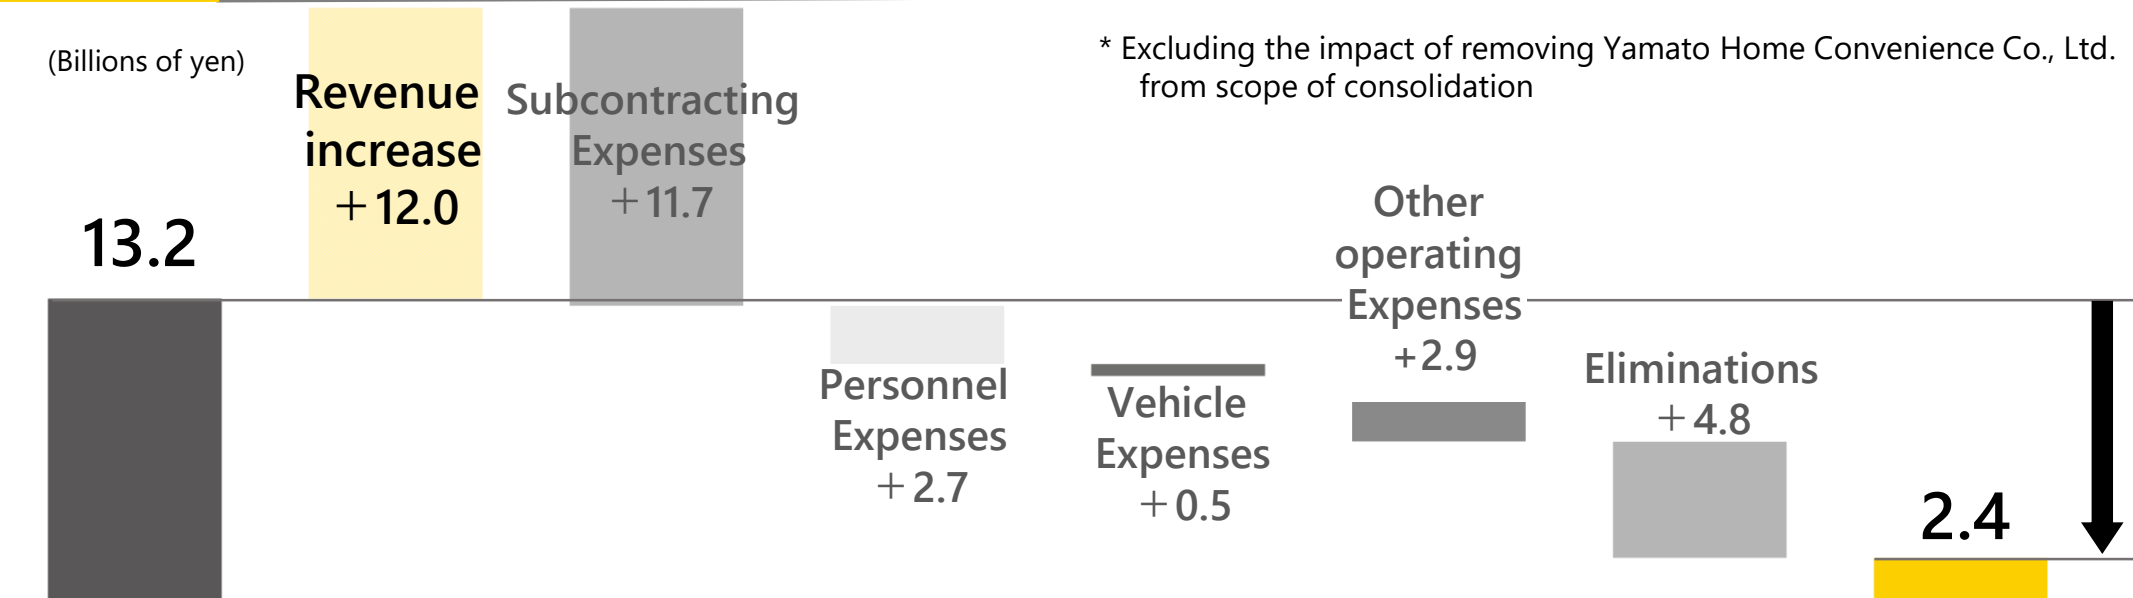 (Billions of yen)
* Excluding the impact of removing Yamato Home Convenience Co., Ltd.
from scope of consolidation
13.2
Revenue
increase
+12.0
Subcontracting
Expenses
+11.7
Personnel
Expenses
+2.7
Vehicle
Expenses
+0.5
Other
operating
Expenses
+2.9
Eliminations
+4.8
2.4